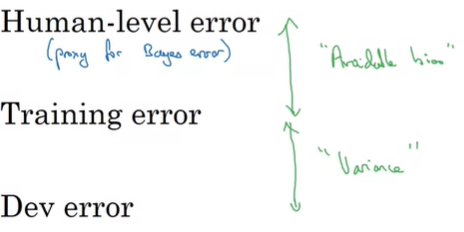 Human-level error
(proxy for Bayes error)
"Avoidable bias"
Training error
"Variance"
Dev error